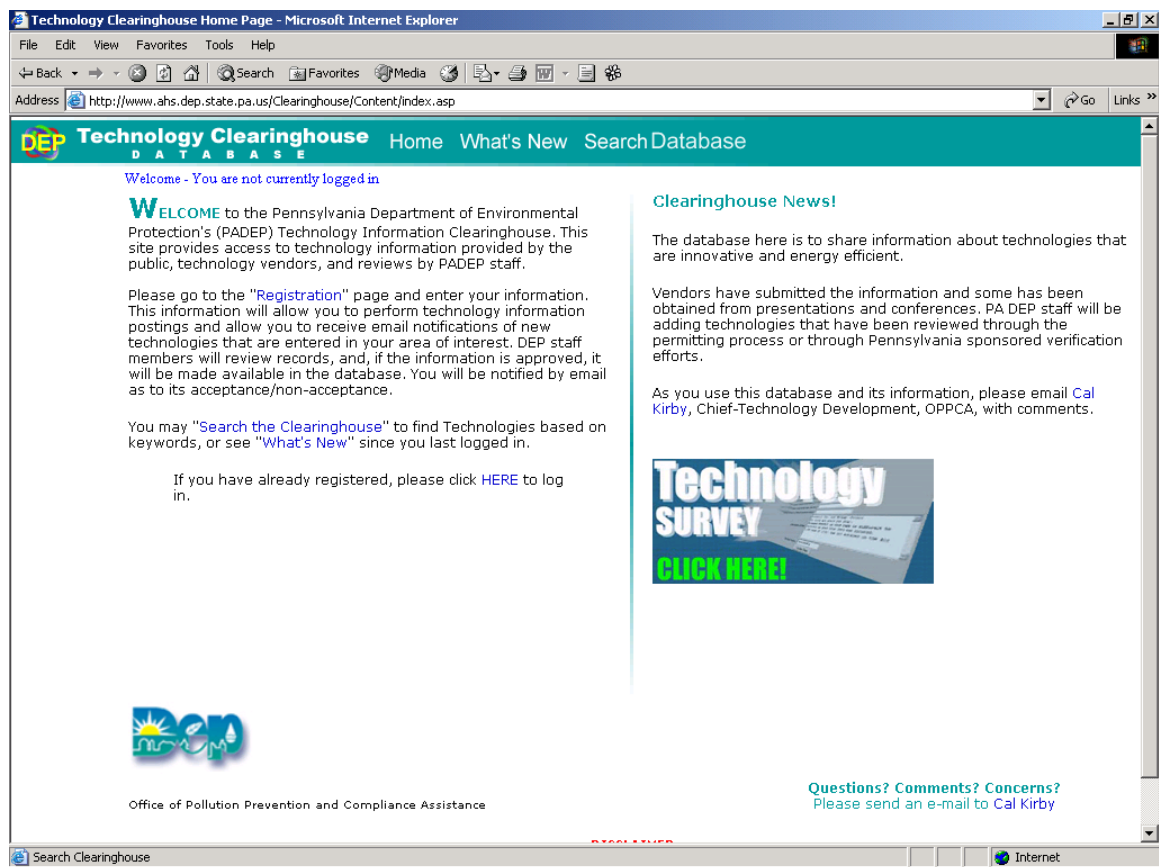 Technology Clearinghouse Home Page - Microsoft Internet Explorer
File Edit View Favorites Tools Help
Back Search Favorites Media
Address http://www.ahs.dep.state.pa.us/Clearinghouse/Content/index.asp Go Links »
DEP Technology Clearinghouse Home What's New Search Database
DATABASE
Welcome - You are not currently logged in
WELCOME to the Pennsylvania Department of Environmental
Protection's (PADEP) Technology Information Clearinghouse. This
site provides access to technology information provided by the
public, technology vendors, and reviews by PADEP staff.
Please go to the "Registration" page and enter your information.
This information will allow you to perform technology information
postings and allow you to receive email notifications of new
technologies that are entered in your area of interest. DEP staff
members will review records, and, if the information is approved, it
will be made available in the database. You will be notified by email
as to its acceptance/non-acceptance.
You may "Search the Clearinghouse" to find Technologies based on
keywords, or see "What's New" since you last logged in.
If you have already registered, please click HERE to log
in.
Clearinghouse News!
The database here is to share information about technologies that
are innovative and energy efficient.
Vendors have submitted the information and some has been
obtained from presentations and conferences. PA DEP staff will be
adding technologies that have been reviewed through the
permitting process or through Pennsylvania sponsored verification
efforts.
As you use this database and its information, please email Cal
Kirby, Chief-Technology Development, OPPCA, with comments.
Technology
SURVEY
CLICK HERE!
Dep
Office of Pollution Prevention and Compliance Assistance
Questions? Comments? Concerns?
Please send an e-mail to Cal Kirby
DISCLAIMER
Search Clearinghouse Internet